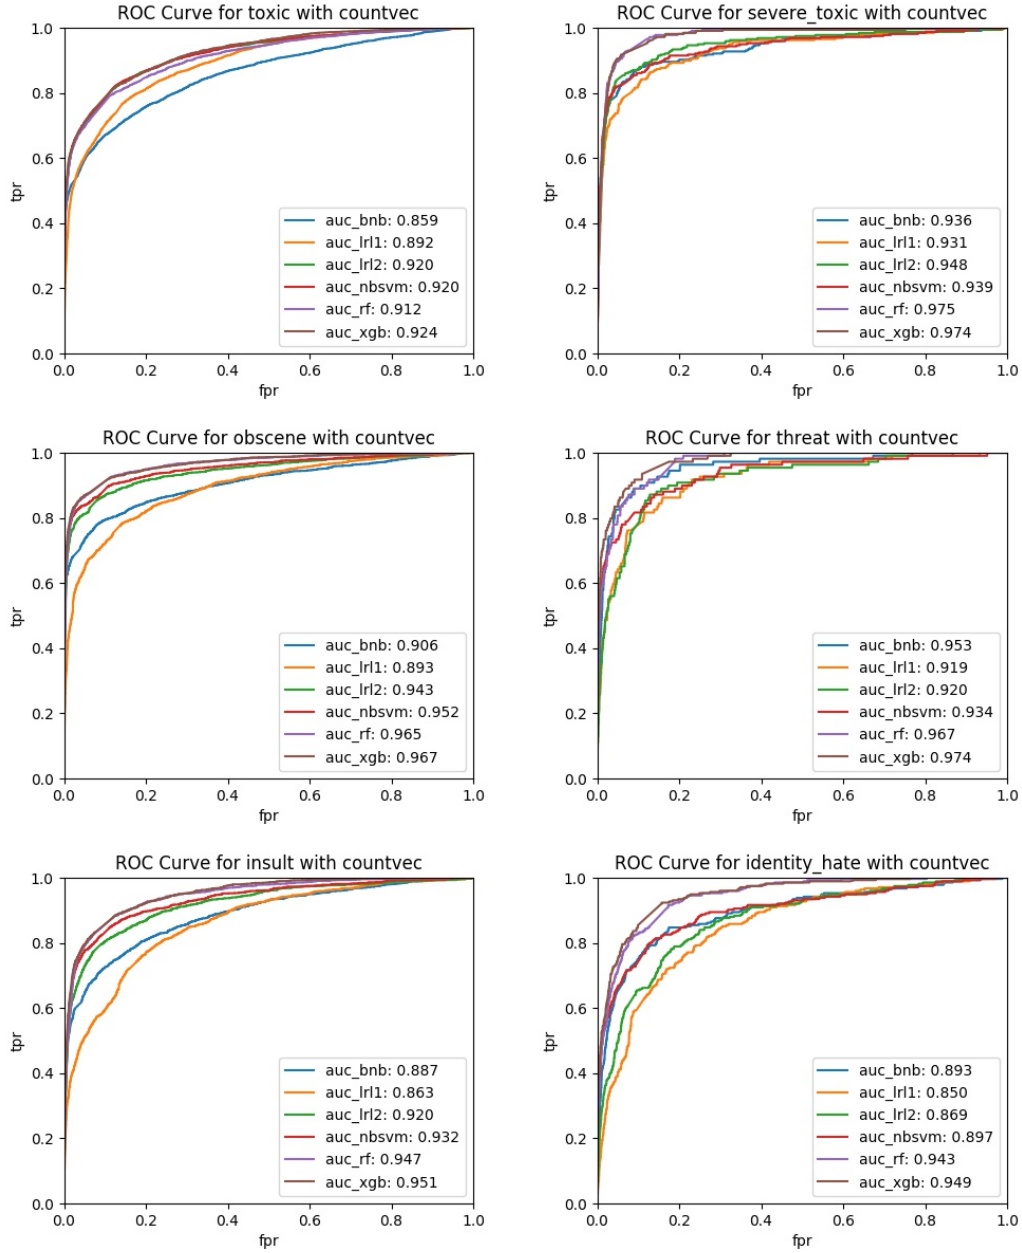 ROC Curve for toxic with countvec
1.0
0.8
0.6
0.4
0.2
0.0
tpr
auc_bnb: 0.859
auc_lrl1: 0.892
auc_lrl2: 0.920
auc_nbsvm: 0.920
auc_rf: 0.912
auc_xgb: 0.924
0.0 0.2 0.4 0.6 0.8 1.0
fpr
ROC Curve for severe_toxic with countvec
1.0
0.8
0.6
0.4
0.2
0.0
tpr
auc_bnb: 0.936
auc_lrl1: 0.931
auc_lrl2: 0.948
auc_nbsvm: 0.939
auc_rf: 0.975
auc_xgb: 0.974
0.0 0.2 0.4 0.6 0.8 1.0
fpr
ROC Curve for obscene with countvec
1.0
0.8
0.6
0.4
0.2
0.0
tpr
auc_bnb: 0.906
auc_lrl1: 0.893
auc_lrl2: 0.943
auc_nbsvm: 0.952
auc_rf: 0.965
auc_xgb: 0.967
0.0 0.2 0.4 0.6 0.8 1.0
fpr
ROC Curve for threat with countvec
1.0
0.8
0.6
0.4
0.2
0.0
tpr
auc_bnb: 0.953
auc_lrl1: 0.919
auc_lrl2: 0.920
auc_nbsvm: 0.934
auc_rf: 0.967
auc_xgb: 0.974
0.0 0.2 0.4 0.6 0.8 1.0
fpr
ROC Curve for insult with countvec
1.0
0.8
0.6
0.4
0.2
0.0
tpr
auc_bnb: 0.887
auc_lrl1: 0.863
auc_lrl2: 0.920
auc_nbsvm: 0.932
auc_rf: 0.947
auc_xgb: 0.951
0.0 0.2 0.4 0.6 0.8 1.0
fpr
ROC Curve for identity_hate with countvec
1.0
0.8
0.6
0.4
0.2
0.0
tpr
auc_bnb: 0.893
auc_lrl1: 0.850
auc_lrl2: 0.869
auc_nbsvm: 0.897
auc_rf: 0.943
auc_xgb: 0.949
0.0 0.2 0.4 0.6 0.8 1.0
fpr